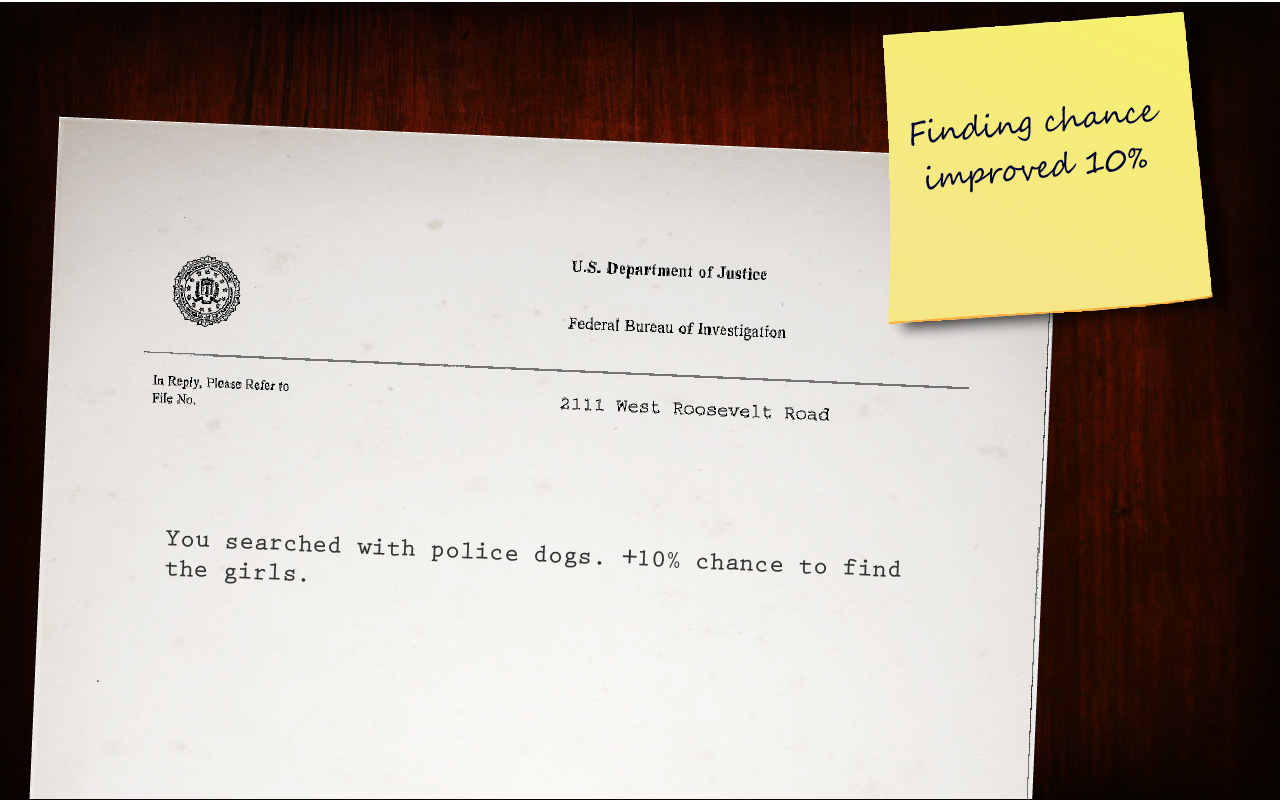 Finding chance
improved 10%
U.S. Department of Justice
Federal Bureau of Investigation
In Reply, Please Refer to
File No.
2111 West Roosevelt Road
You searched with police dogs. +10% chance to find
the girls.